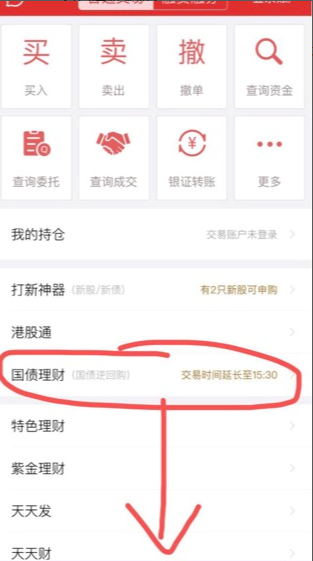 买 卖 撤
买入 卖出 撤单 查询资金
查询委托 查询成交 银证转账 更多
我的持仓 交易账户未登录
打新神器 (新股/新债) 有2只新股可申购
港股通
国债理财 (国债逆回购) 交易时间延长至15:30
特色理财
紫金理财
天天发
天天财